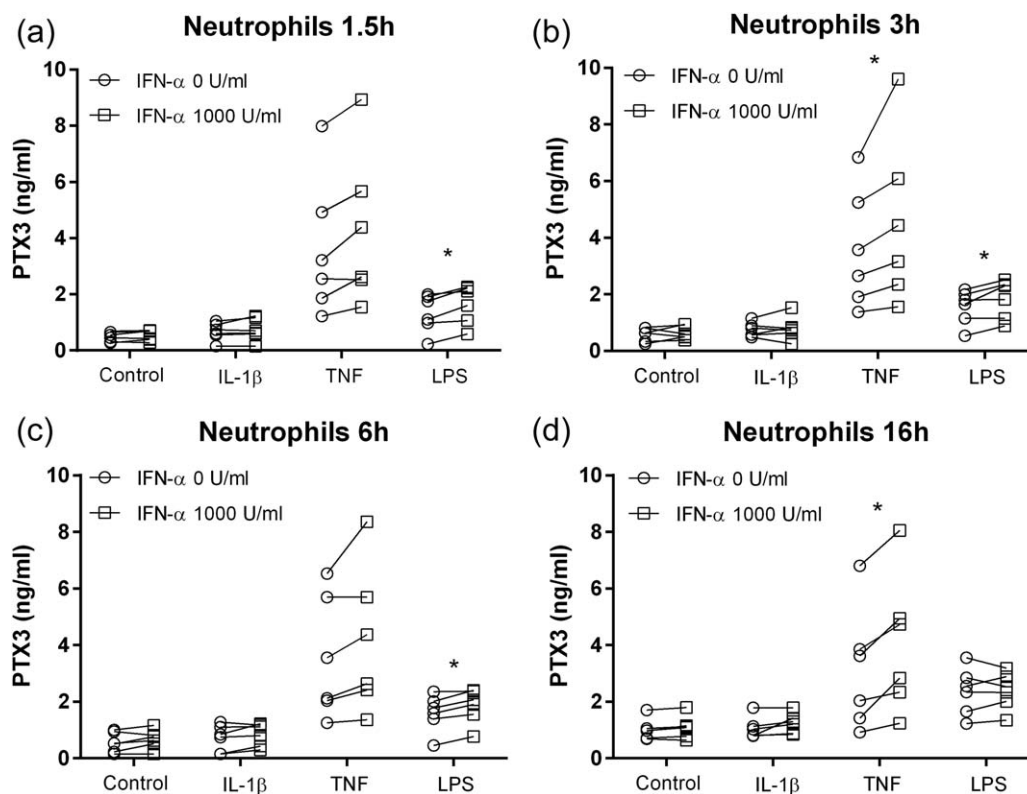 (a)
Neutrophils 1.5h
IFN-α 0 U/ml
IFN-α 1000 U/ml
PTX3 (ng/ml)
10
8
6
4
2
0
*
Control IL-1β TNF LPS
(b)
Neutrophils 3h
IFN-α 0 U/ml
IFN-α 1000 U/ml
PTX3 (ng/ml)
10
8
6
4
2
0
*
*
Control IL-1β TNF LPS
(c)
Neutrophils 6h
IFN-α 0 U/ml
IFN-α 1000 U/ml
PTX3 (ng/ml)
10
8
6
4
2
0
*
Control IL-1β TNF LPS
(d)
Neutrophils 16h
IFN-α 0 U/ml
IFN-α 1000 U/ml
PTX3 (ng/ml)
10
8
6
4
2
0
*
Control IL-1β TNF LPS